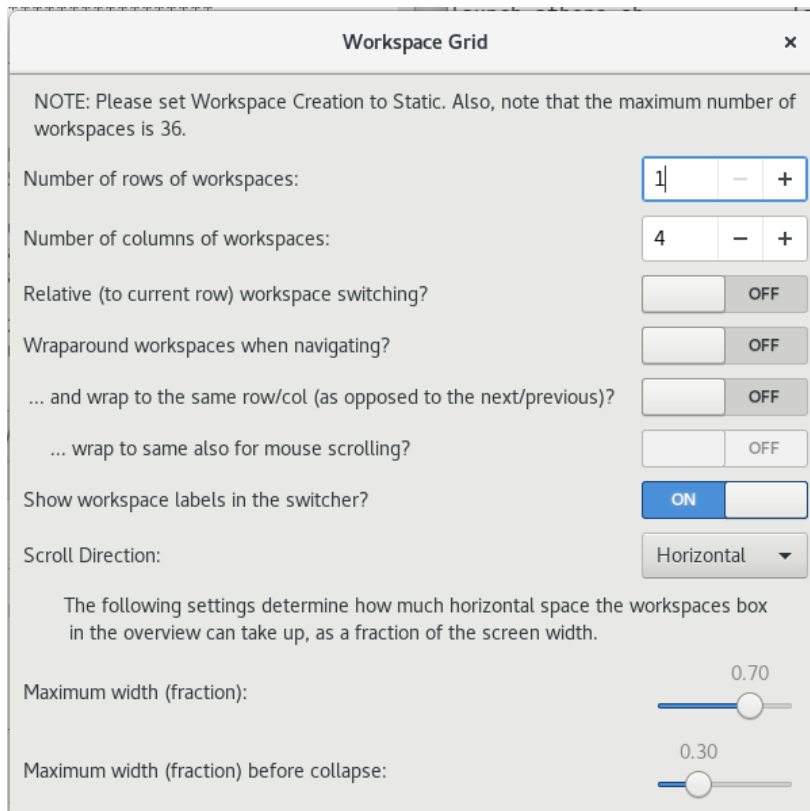 Workspace Grid ×
NOTE: Please set Workspace Creation to Static. Also, note that the maximum number of
workspaces is 36.
Number of rows of workspaces: 1 − +
Number of columns of workspaces: 4 − +
Relative (to current row) workspace switching? OFF
Wraparound workspaces when navigating? OFF
... and wrap to the same row/col (as opposed to the next/previous)? OFF
... wrap to same also for mouse scrolling? OFF
Show workspace labels in the switcher? ON
Scroll Direction: Horizontal
The following settings determine how much horizontal space the workspaces box
in the overview can take up, as a fraction of the screen width.
0.70
Maximum width (fraction):
0.30
Maximum width (fraction) before collapse: